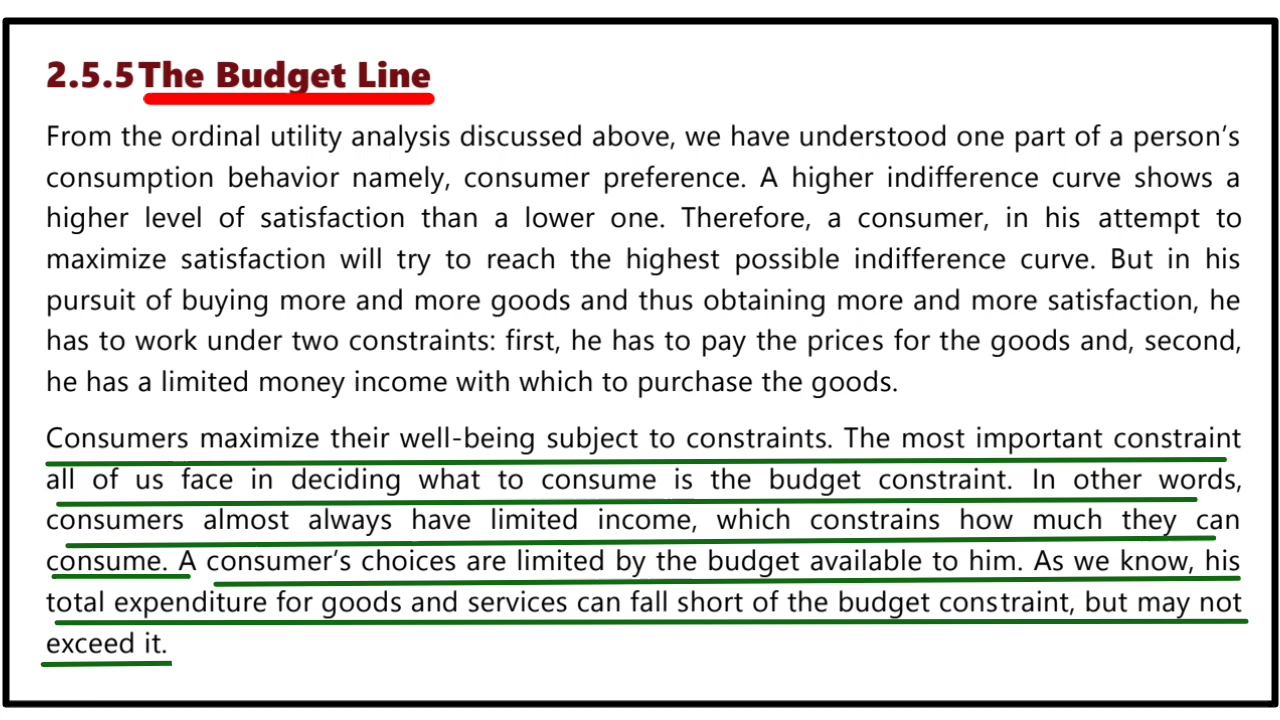 2.5.5 The Budget Line
From the ordinal utility analysis discussed above, we have understood one part of a person’s
consumption behavior namely, consumer preference. A higher indifference curve shows a
higher level of satisfaction than a lower one. Therefore, a consumer, in his attempt to
maximize satisfaction will try to reach the highest possible indifference curve. But in his
pursuit of buying more and more goods and thus obtaining more and more satisfaction, he
has to work under two constraints: first, he has to pay the prices for the goods and, second,
he has a limited money income with which to purchase the goods.
Consumers maximize their well-being subject to constraints. The most important constraint
all of us face in deciding what to consume is the budget constraint. In other words,
consumers almost always have limited income, which constrains how much they can
consume. A consumer’s choices are limited by the budget available to him. As we know, his
total expenditure for goods and services can fall short of the budget constraint, but may not
exceed it.